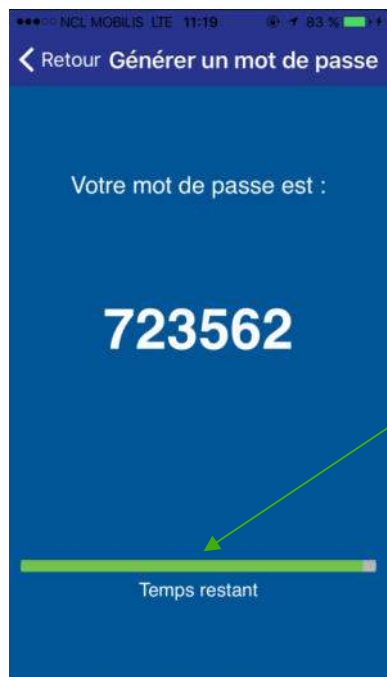 NCL MOBILIS LTE 11:19 83 %
Retour Générer un mot de passe
Votre mot de passe est :
723562
Temps restant